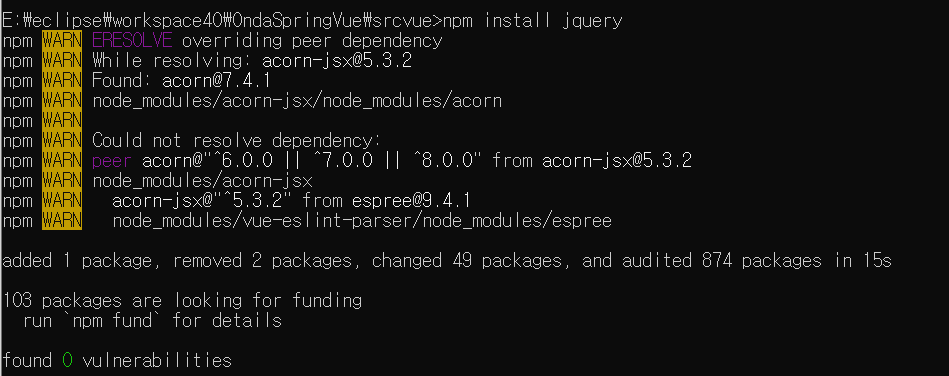 E:₩eclipse₩workspace40₩OndaSpringVue₩srcvue>npm install jquery
npm WARN ERESOLVE overriding peer dependency
npm WARN While resolving: acorn-jsx@5.3.2
npm WARN Found: acorn@7.4.1
npm WARN node_modules/acorn-jsx/node_modules/acorn
npm WARN
npm WARN Could not resolve dependency:
npm WARN peer acorn@"^6.0.0 || ^7.0.0 || ^8.0.0" from acorn-jsx@5.3.2
npm WARN node_modules/acorn-jsx
npm WARN   acorn-jsx@"^5.3.2" from espree@9.4.1
npm WARN   node_modules/vue-eslint-parser/node_modules/espree
added 1 package, removed 2 packages, changed 49 packages, and audited 874 packages in 15s
103 packages are looking for funding
  run `npm fund` for details
found 0 vulnerabilities